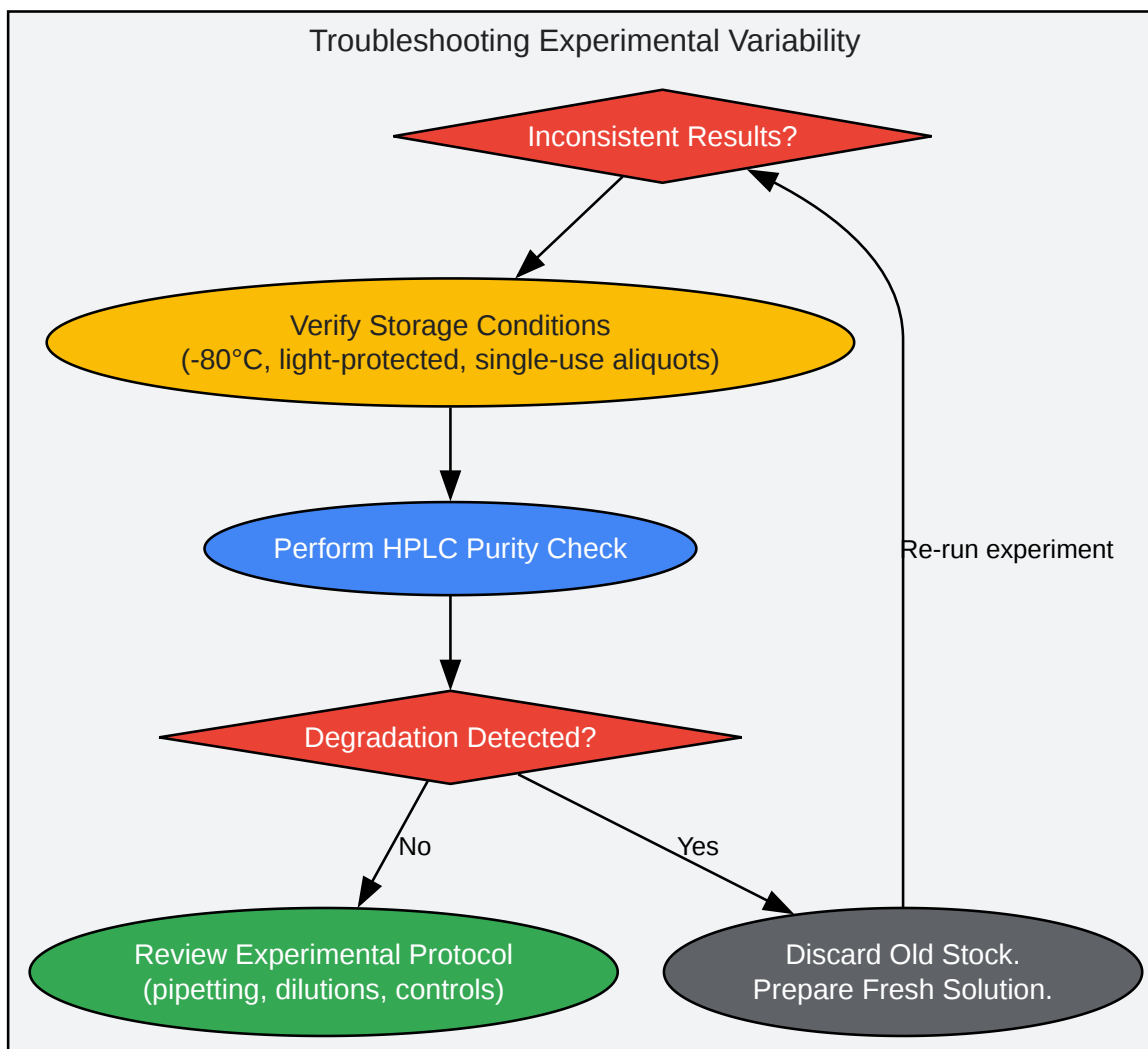 Troubleshooting Experimental Variability
Inconsistent Results?
Verify Storage Conditions
(-80°C, light-protected, single-use aliquots)
Perform HPLC Purity Check
Re-run experiment
Degradation Detected?
No
Yes
Review Experimental Protocol
(pipetting, dilutions, controls)
Discard Old Stock.
Prepare Fresh Solution.